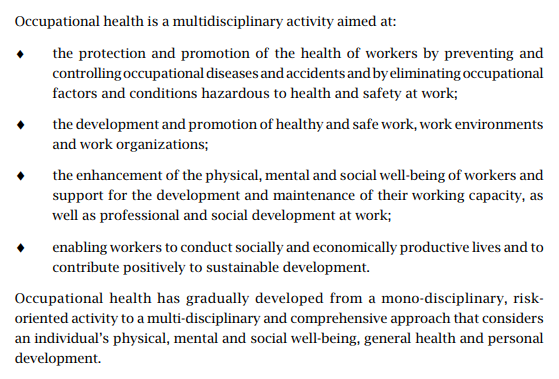 Occupational health is a multidisciplinary activity aimed at:
♦ the protection and promotion of the health of workers by preventing and
controlling occupational diseases and accidents and by eliminating occupational
factors and conditions hazardous to health and safety at work;
♦ the development and promotion of healthy and safe work, work environments
and work organizations;
♦ the enhancement of the physical, mental and social well-being of workers and
support for the development and maintenance of their working capacity, as
well as professional and social development at work;
♦ enabling workers to conduct socially and economically productive lives and to
contribute positively to sustainable development.
Occupational health has gradually developed from a mono-disciplinary, risk-
oriented activity to a multi-disciplinary and comprehensive approach that considers
an individual's physical, mental and social well-being, general health and personal
development.